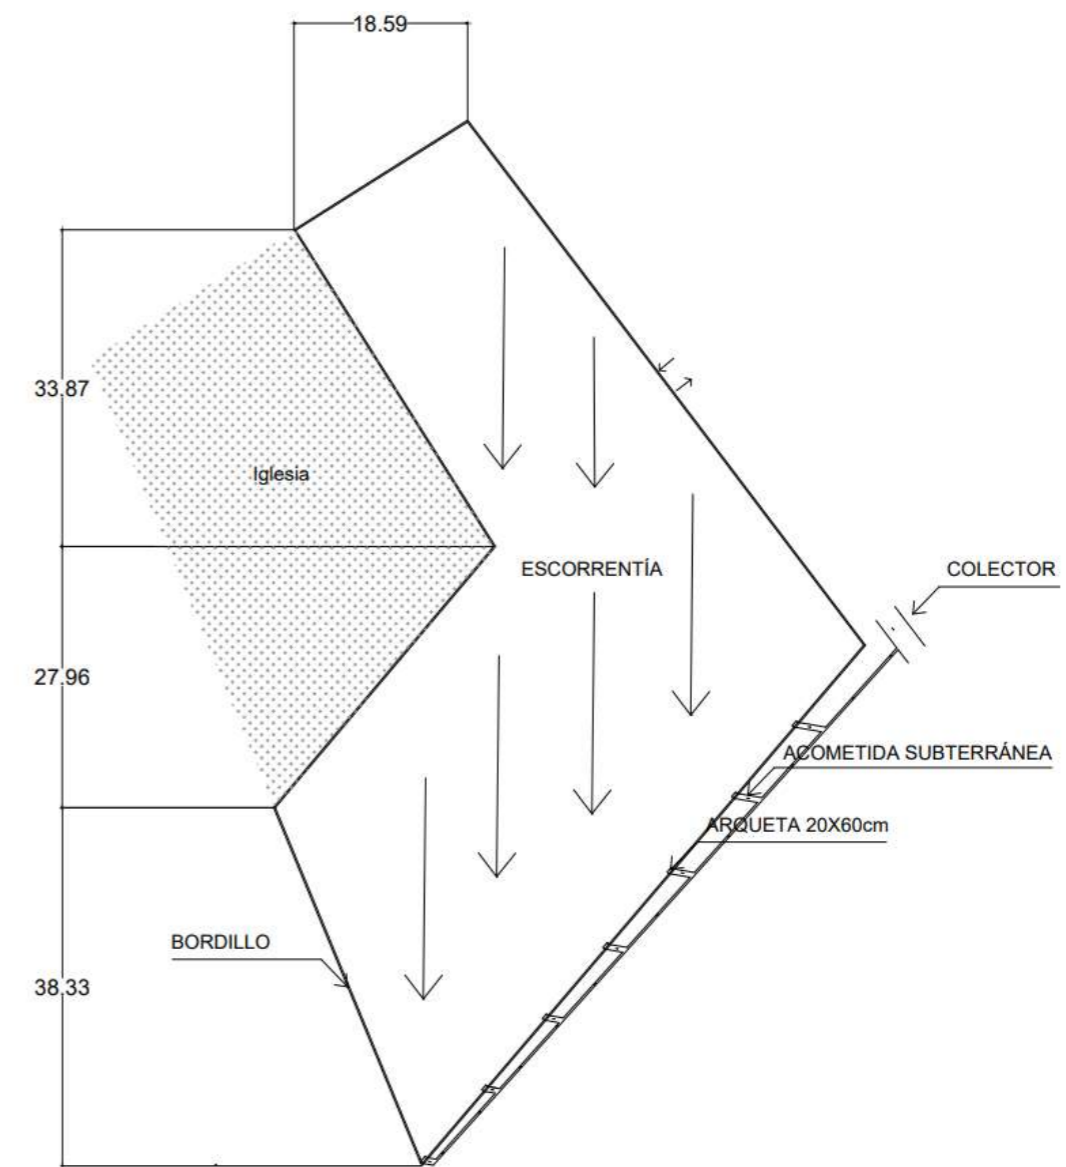 18.59
33.87
Iglesia
ESCORRENTÍA
COLECTOR
27.96
ACOMETIDA SUBTERRÁNEA
ARQUETA 20X60cm
BORDILLO
38.33